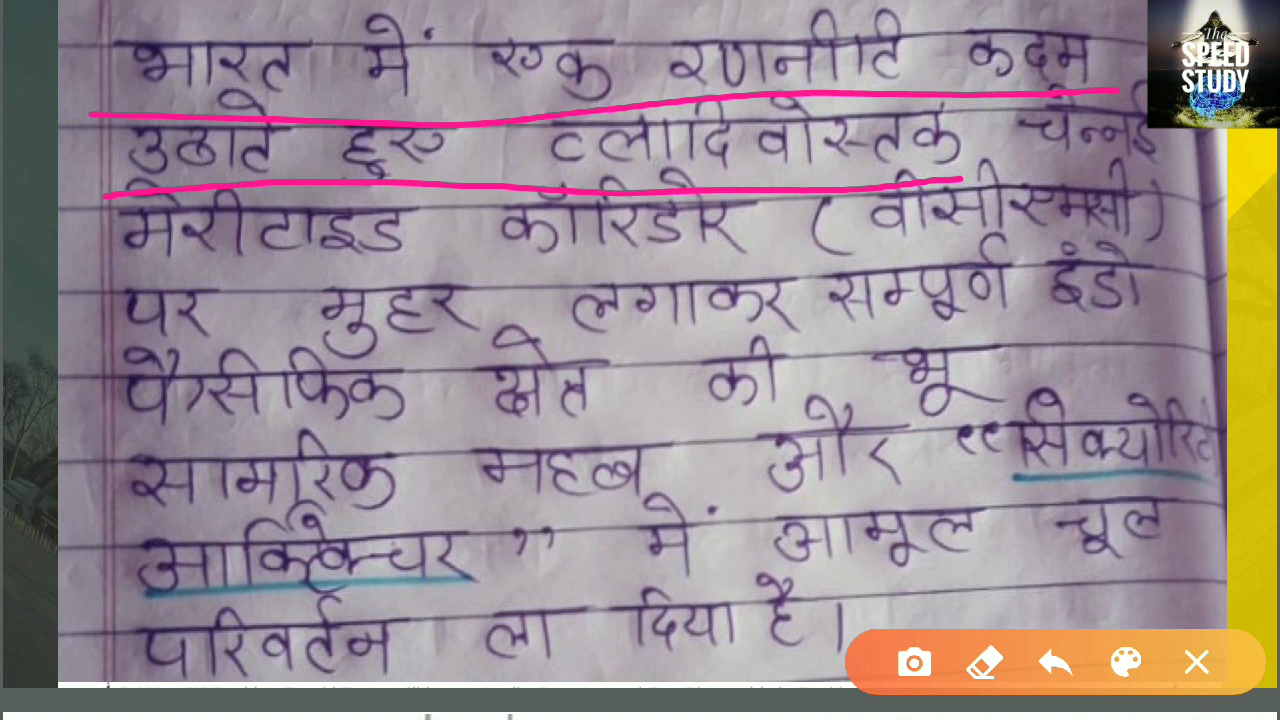 भारत में एक रणनीति कदम
उठाते हुए व्लादिवोस्तक चेन्नई
मेरीटाइड कॉरिडोर (वीसीएमसी)
पर मुहर लगाकर सम्पूर्ण इंडो
पैसिफिक क्षेत्र की भू
सामरिक महत्व और "सिक्योरिटी
आर्किटेक्चर" में आमूल चूल
परिवर्तन ला दिया है।
The
SPEED
STUDY